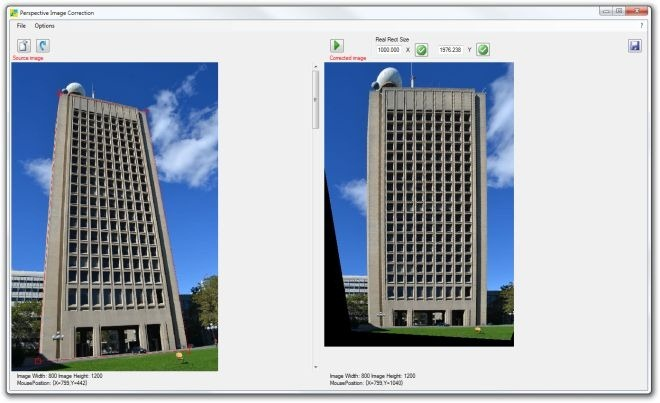 Perspective Image Correction
File Options ?
Real Rect Size
1000.000 X 1976.238 Y
Source image
Corrected image
Image Width: 800 Image Height: 1200
MousePosition: {X=799,Y=442}
Image Width: 800 Image Height: 1200
MousePosition: {X=799,Y=1040}